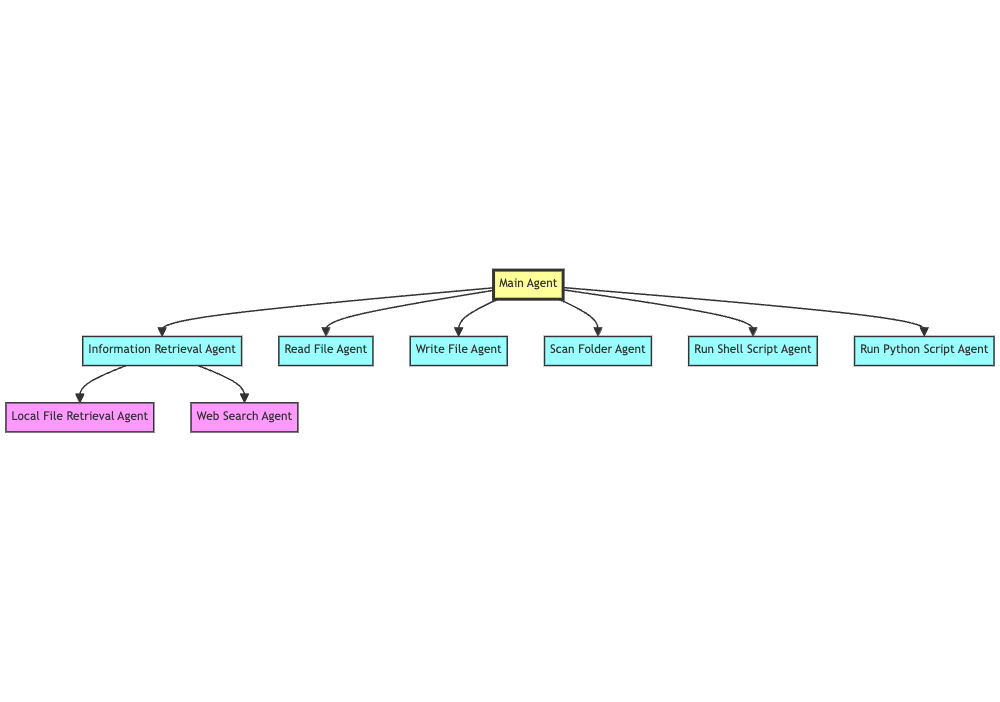 Main Agent
Information Retrieval Agent
Read File Agent
Write File Agent
Scan Folder Agent
Run Shell Script Agent
Run Python Script Agent
Local File Retrieval Agent
Web Search Agent